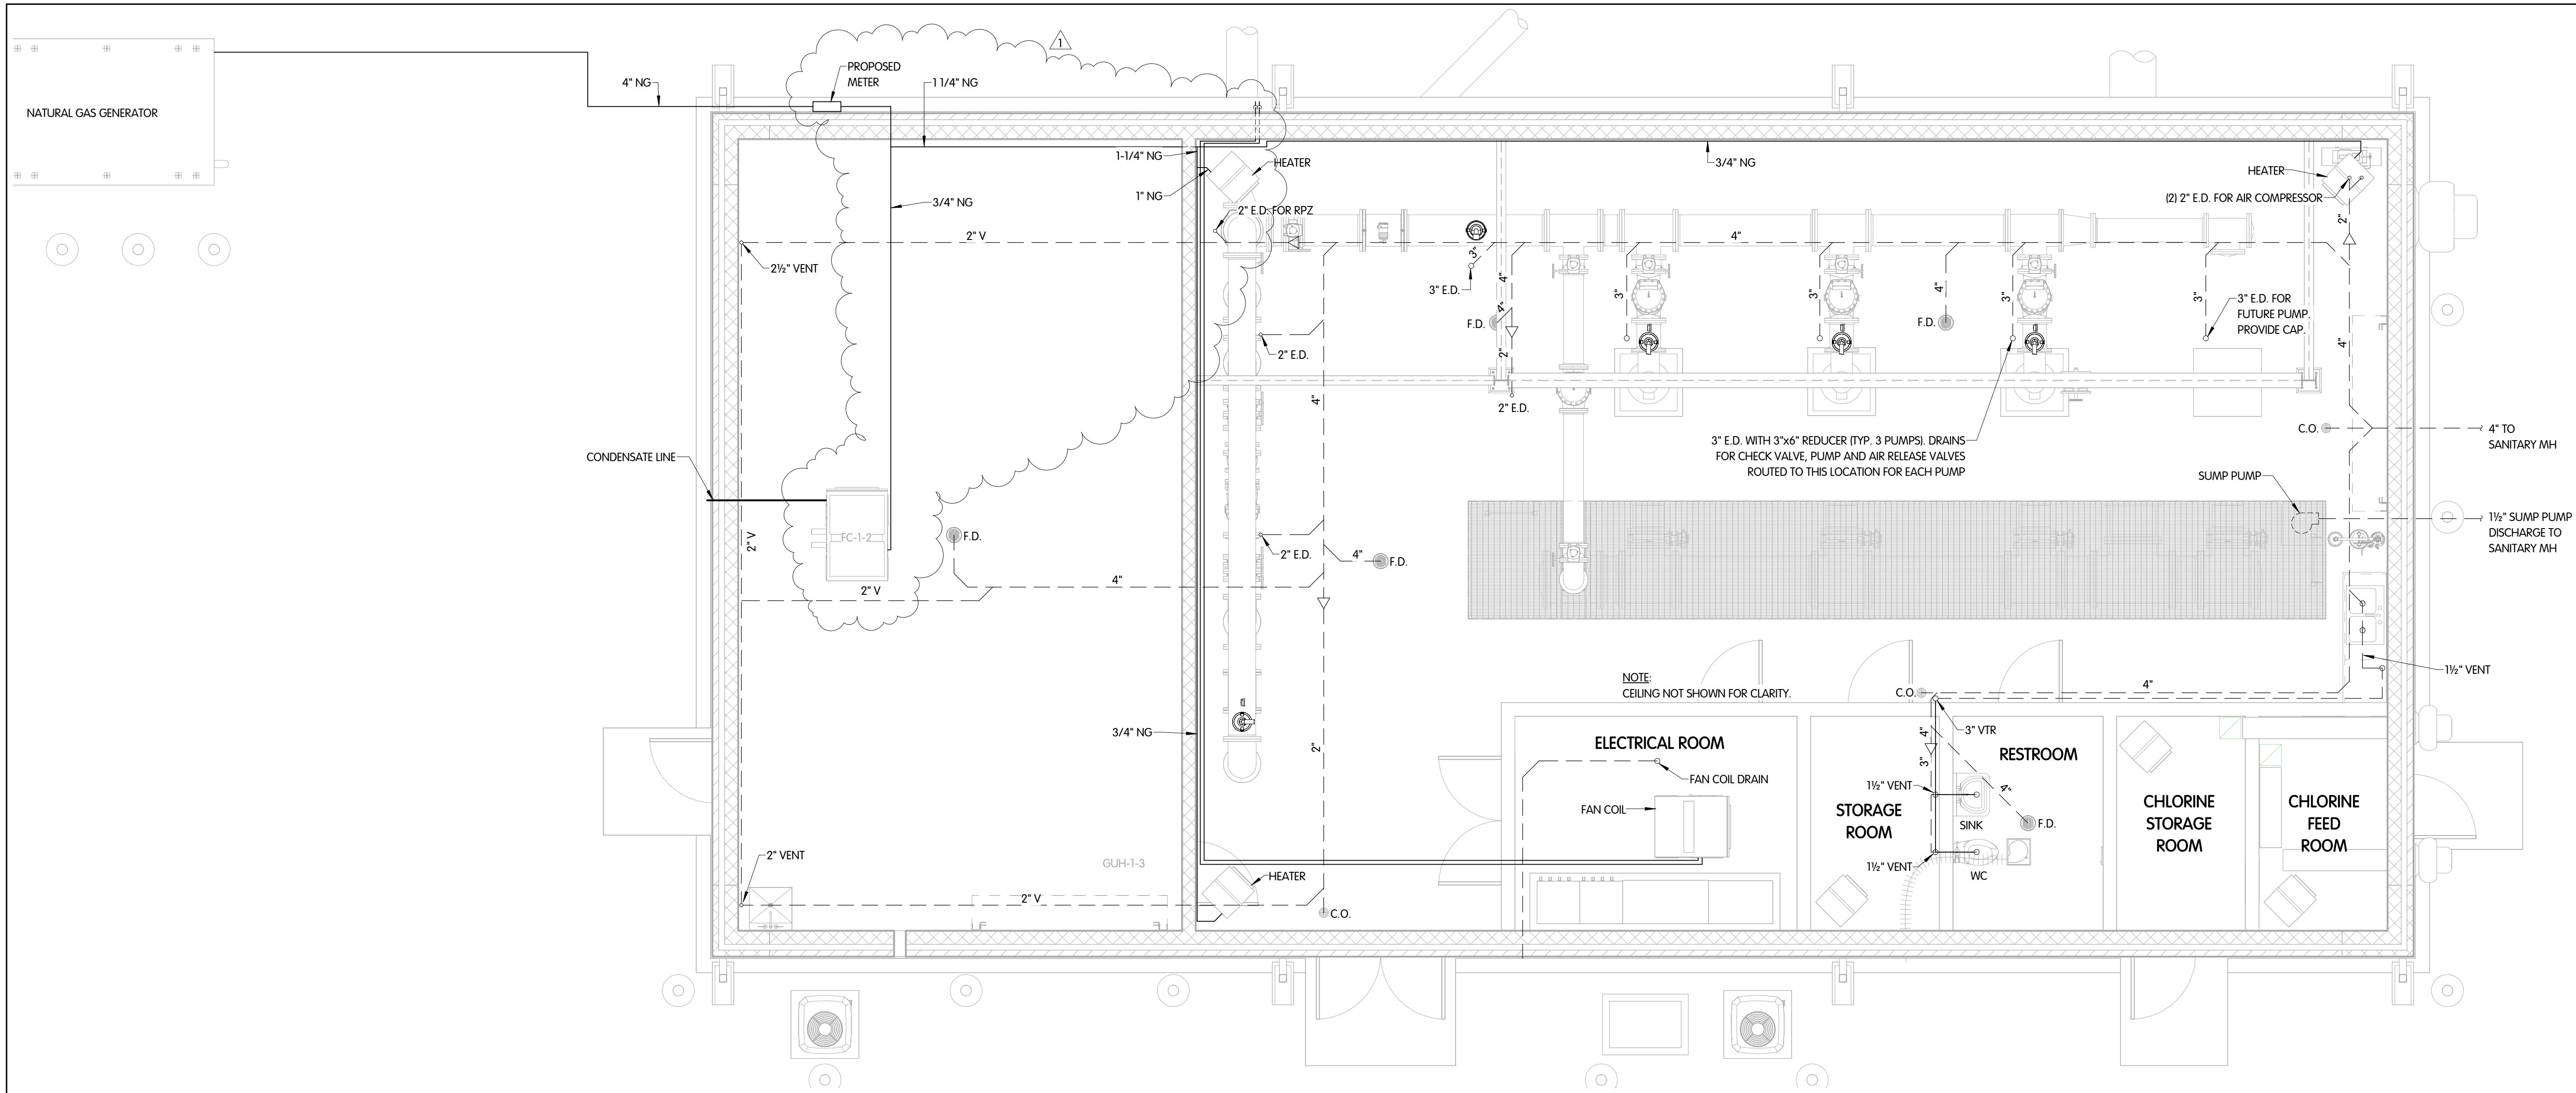 1
NATURAL GAS GENERATOR
4" NG
PROPOSED
METER
1 1/4" NG
1-1/4" NG
HEATER
1" NG
3/4" NG
3/4" NG
HEATER
(2) 2" E.D. FOR AIR COMPRESSOR
2"
2" E.D. FOR RPZ
2" V
2½" VENT
4"
3"
3" E.D.
4"
4"
F.D.
2"
2" E.D.
3"
3"
4"
F.D.
3"
3"
3" E.D. FOR
FUTURE PUMP.
PROVIDE CAP.
4"
2" E.D.
4"
3" E.D. WITH 3"x6" REDUCER (TYP. 3 PUMPS). DRAINS
FOR CHECK VALVE, PUMP AND AIR RELEASE VALVES
ROUTED TO THIS LOCATION FOR EACH PUMP
C.O.
4" TO
SANITARY MH
SUMP PUMP
1½" SUMP PUMP
DISCHARGE TO
SANITARY MH
CONDENSATE LINE
FC-1-2
F.D.
2" V
2" V
4"
2" E.D.
4"
F.D.
NOTE:
CEILING NOT SHOWN FOR CLARITY.
C.O.
4"
1½" VENT
3" VTR
3/4" NG
2"
ELECTRICAL ROOM
FAN COIL DRAIN
FAN COIL
4"
3"
RESTROOM
1½" VENT
4"
STORAGE
ROOM
SINK
F.D.
1½" VENT
WC
CHLORINE
STORAGE
ROOM
CHLORINE
FEED
ROOM
2" VENT
GUH-1-3
HEATER
2" V
C.O.